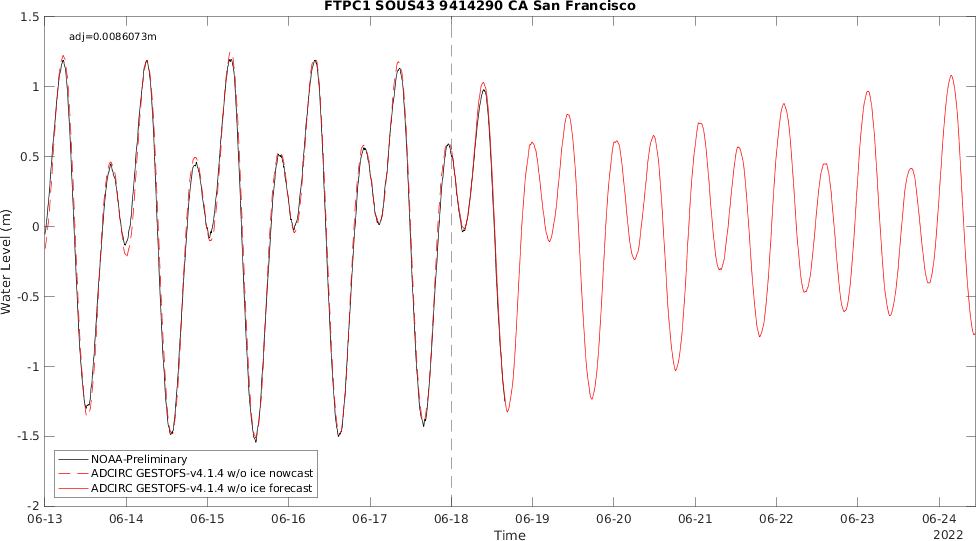 FTPC1 SOUS43 9414290 CA San Francisco
adj=0.0086073m
1.5
1
0.5
0
-0.5
-1
-1.5
-2
Water Level (m)
NOAA-Preliminary
ADCIRC GESTOFS-v4.1.4 w/o ice nowcast
ADCIRC GESTOFS-v4.1.4 w/o ice forecast
06-13 06-14 06-15 06-16 06-17 06-18 06-19 06-20 06-21 06-22 06-23 06-24
Time
2022